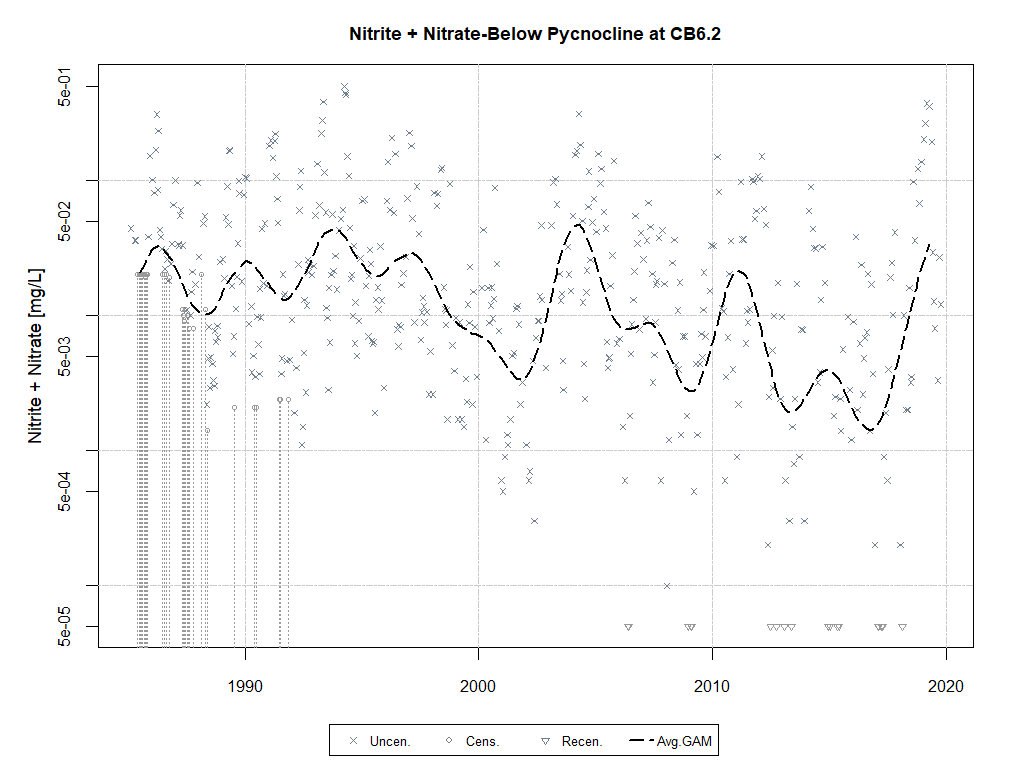 Nitrite + Nitrate-Below Pycnocline at CB6.2
Nitrite + Nitrate [mg/L]
5e-01
5e-02
5e-03
5e-04
5e-05
1990 2000 2010 2020
Uncen. Cens. Recen. Avg.GAM